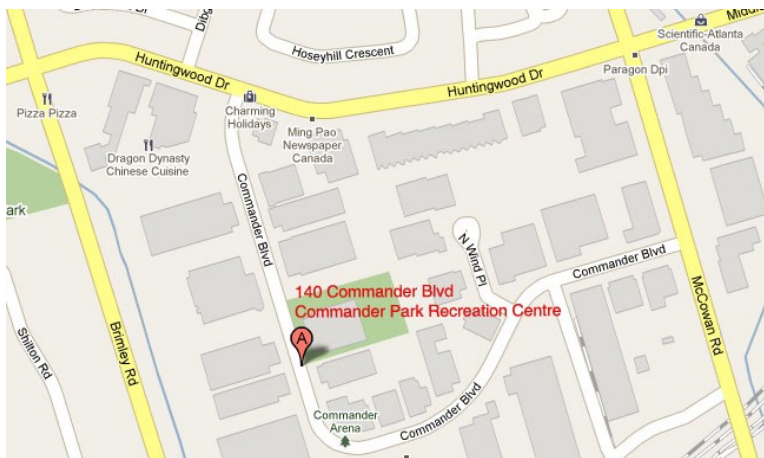 Dibg
Hoseyhill Crescent
Middle
Scientific-Atlanta
Canada
Huntingwood Dr
Huntingwood Dr
Paragon Dpi
Pizza Pizza
Charming
Holidays
Ming Pao
Newspaper
Canada
Dragon Dynasty
Chinese Cuisine
ark
Commander Blvd
N Wind Pl
Commander Blvd
140 Commander Blvd
Commander Park Recreation Centre
A
McCowan Rd
Brimley Rd
Shilton Rd
Commander
Arena
Commander Blvd